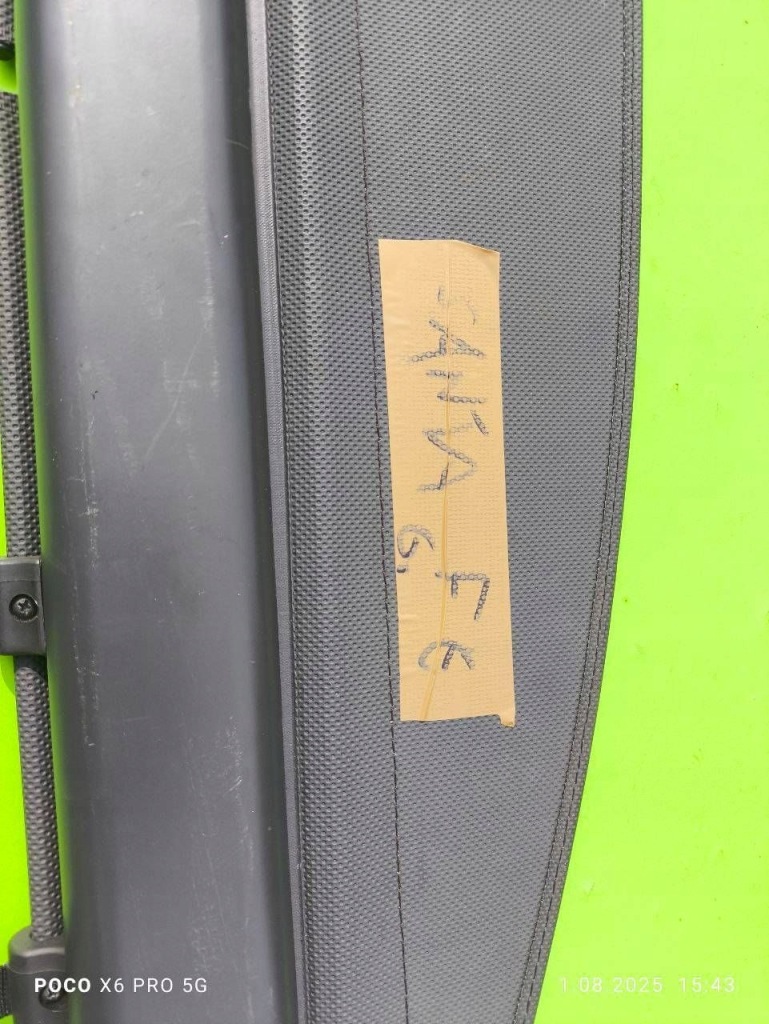 SANTA Fe
G,
POCO X6 PRO 5G
1.08.2025 15:43